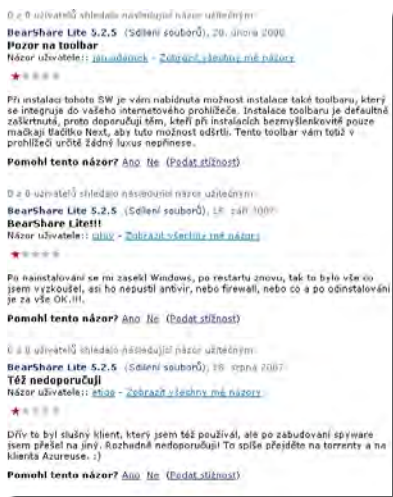 0 z 0 uživatelů shledalo následující názor užitečným:
BearShare Lite 5.2.5 (Sdílení souborů), 20. února 2008
Pozor na toolbar
Názor uživatele:: - Zobrazit všechny mé názory
Při instalaci tohoto SW je vám nabídnuta možnost instalace také toolbaru, který
se integruje do vašeho internetového prohlížeče. Instalace toolbaru je defaultně
zaškrtnutá, proto doporučuji těm, kteří při instalacích bezmyšlenkovitě pouze
mačkají tlačítko Next, aby tuto možnost odšrtli. Tento toolbar vám totiž v
prohlížeči určitě žádný luxus nepřinese.
Pomohl tento názor? Ano Ne (Podat stížnost)
0 z 0 uživatelů shledalo následující názor užitečným:
BearShare Lite 5.2.5 (Sdílení souborů), září 2007
BearShare Lite!!!
Názor uživatele:: - Zobrazit všechny mé názory
Po nainstalování se mi zasekl Windows, po restartu znovu, tak to bylo vše co
jsem vyzkoušel, asi ho nepustil antivir, nebo firewall, nebo co a po odinstalování
je za vše OK.!!!.
Pomohl tento názor? Ano Ne (Podat stížnost)
0 z 0 uživatelů shledalo následující názor užitečným:
BearShare Lite 5.2.5 (Sdílení souborů), srpna 2007
Též nedoporučuji
Názor uživatele:: - Zobrazit všechny mé názory
Dřív to byl slušný klient, který jsem též používal, ale po zabudování spyware
jsem přešel na jiný. Rozhodně nedoporučuji! To spíše přejděte na torrenty a na
klienta Azureuse. :)
Pomohl tento názor? Ano Ne (Podat stížnost)